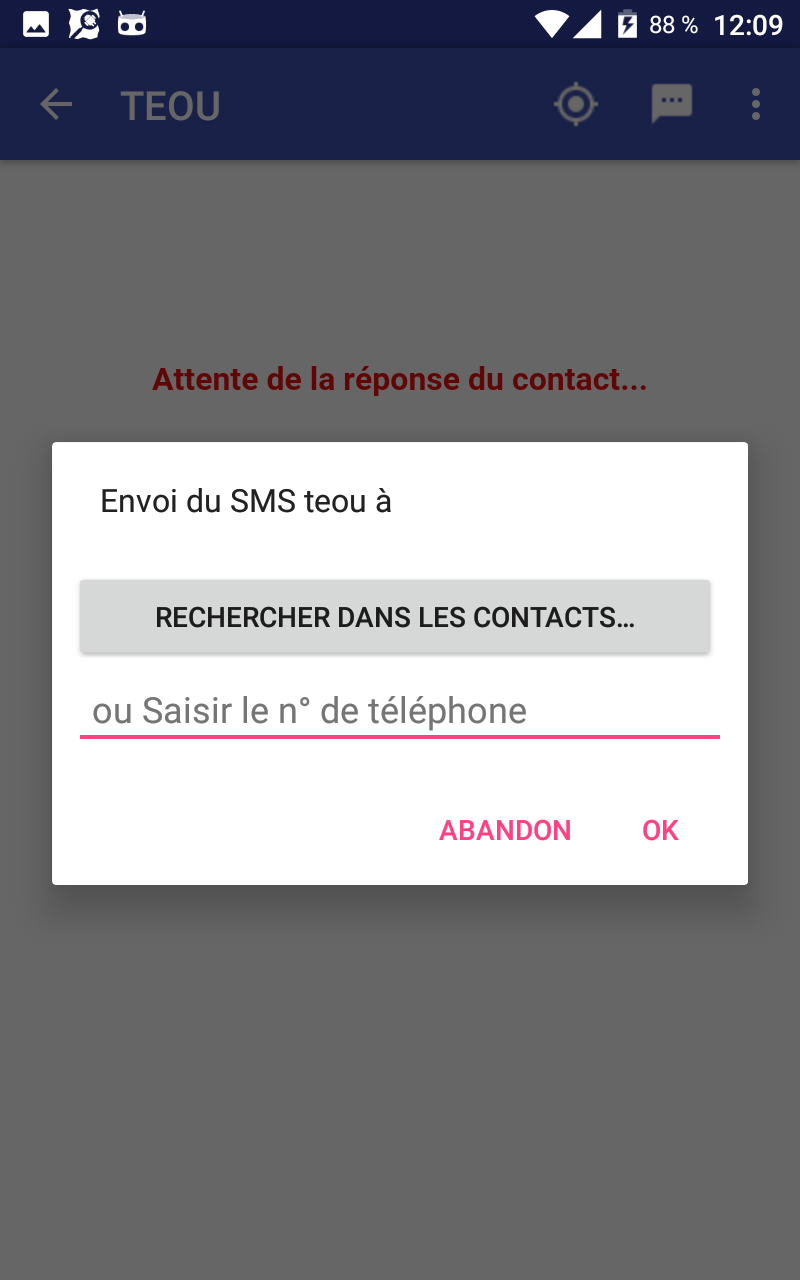 88 % 12:09
TEOU
Attente de la réponse du contact...
Envoi du SMS teou à
RECHERCHER DANS LES CONTACTS...
ou Saisir le n° de téléphone
ABANDON OK